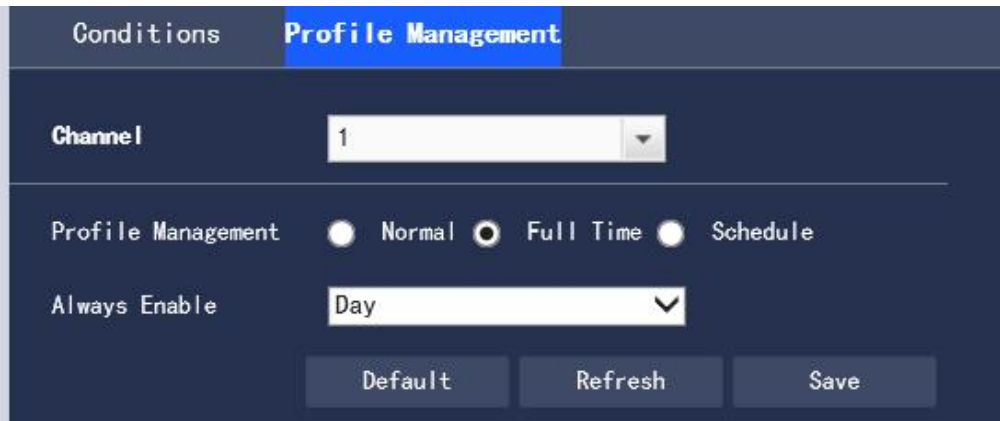 Conditions Profile Management
Channel 1
Profile Management Normal Full Time Schedule
Always Enable Day
Default Refresh Save